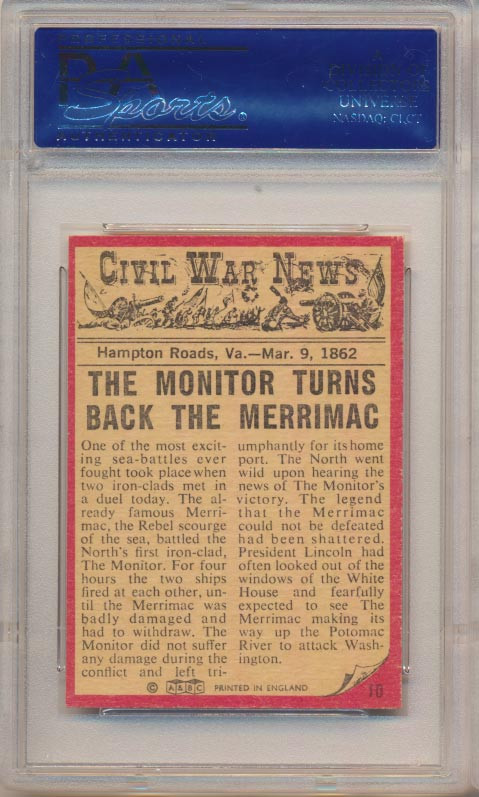 PROFESSIONAL
PSA
Sports®
AUTHENTICATOR
A
UNIVERSE
NASDAQ: CLCT
CIVIL WAR NEWS
Hampton Roads, Va.—Mar. 9, 1862
THE MONITOR TURNS
BACK THE MERRIMAC
One of the most excit-
ing sea-battles ever
fought took place when
two iron-clads met in
a duel today. The al-
ready famous Merri-
mac, the Rebel scourge
of the sea, battled the
North's first iron-clad,
The Monitor. For four
hours the two ships
fired at each other, un-
til the Merrimac was
badly damaged and
had to withdraw. The
Monitor did not suffer
any damage during the
conflict and left tri-
umphantly for its home
port. The North went
wild upon hearing the
news of The Monitor's
victory. The legend
that the Merrimac
could not be defeated
had been shattered.
President Lincoln had
often looked out of the
windows of the White
House and fearfully
expected to see The
Merrimac making its
way up the Potomac
River to attack Wash-
ington.
© A&BC PRINTED IN ENGLAND
10